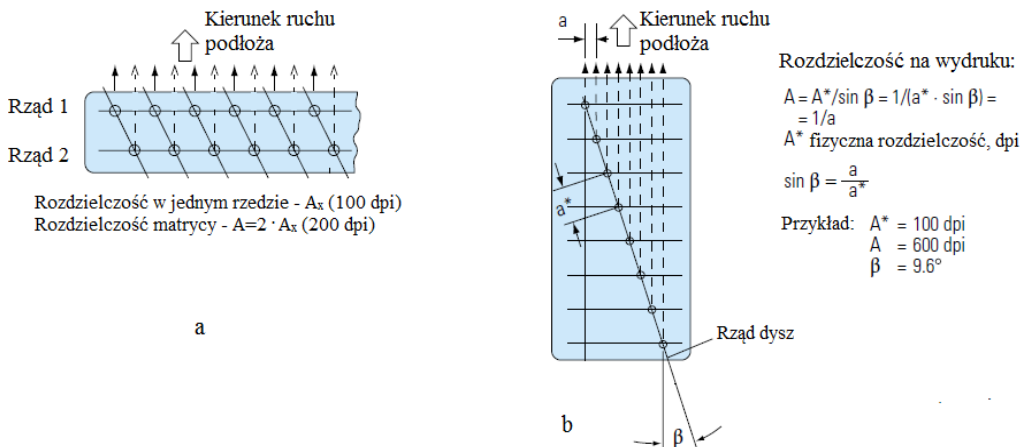 Kierunek ruchu
podłoża
Rząd 1
Rząd 2
Rozdzielczość w jednym rzedzie - Aₓ (100 dpi)
Rozdzielczość matrycy - A=2 · Aₓ (200 dpi)
a
a
Kierunek ruchu
podłoża
a*
Rząd dysz
b
β
Rozdzielczość na wydruku:
A = A*/sin β = 1/(a* · sin β) =
= 1/a
A* fizyczna rozdzielczość, dpi
sin β = a/a*
Przykład: A* = 100 dpi
A = 600 dpi
β = 9.6°